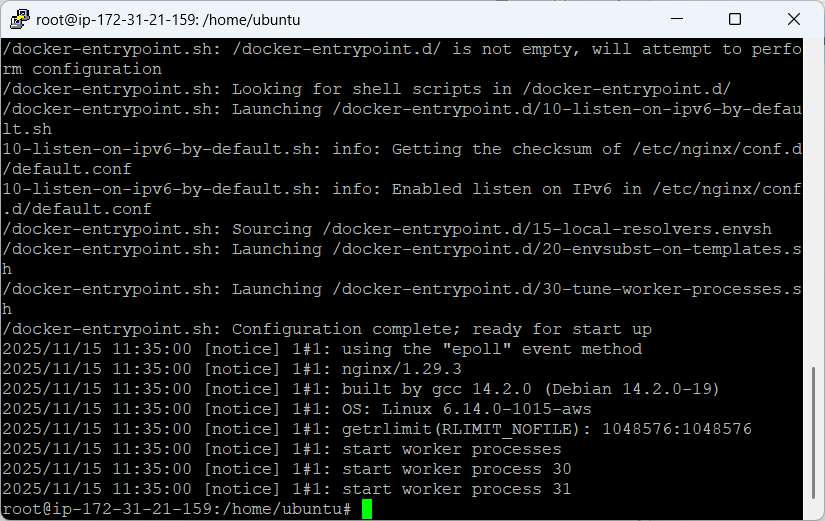 root@ip-172-31-21-159: /home/ubuntu
/docker-entrypoint.sh: /docker-entrypoint.d/ is not empty, will attempt to perfo
rm configuration
/docker-entrypoint.sh: Looking for shell scripts in /docker-entrypoint.d/
/docker-entrypoint.sh: Launching /docker-entrypoint.d/10-listen-on-ipv6-by-defau
lt.sh
10-listen-on-ipv6-by-default.sh: info: Getting the checksum of /etc/nginx/conf.d
/default.conf
10-listen-on-ipv6-by-default.sh: info: Enabled listen on IPv6 in /etc/nginx/conf
.d/default.conf
/docker-entrypoint.sh: Sourcing /docker-entrypoint.d/15-local-resolvers.envsh
/docker-entrypoint.sh: Launching /docker-entrypoint.d/20-envsubst-on-templates.s
h
/docker-entrypoint.sh: Launching /docker-entrypoint.d/30-tune-worker-processes.s
h
/docker-entrypoint.sh: Configuration complete; ready for start up
2025/11/15 11:35:00 [notice] 1#1: using the "epoll" event method
2025/11/15 11:35:00 [notice] 1#1: nginx/1.29.3
2025/11/15 11:35:00 [notice] 1#1: built by gcc 14.2.0 (Debian 14.2.0-19)
2025/11/15 11:35:00 [notice] 1#1: OS: Linux 6.14.0-1015-aws
2025/11/15 11:35:00 [notice] 1#1: getrlimit(RLIMIT_NOFILE): 1048576:1048576
2025/11/15 11:35:00 [notice] 1#1: start worker processes
2025/11/15 11:35:00 [notice] 1#1: start worker process 30
2025/11/15 11:35:00 [notice] 1#1: start worker process 31
root@ip-172-31-21-159:/home/ubuntu#